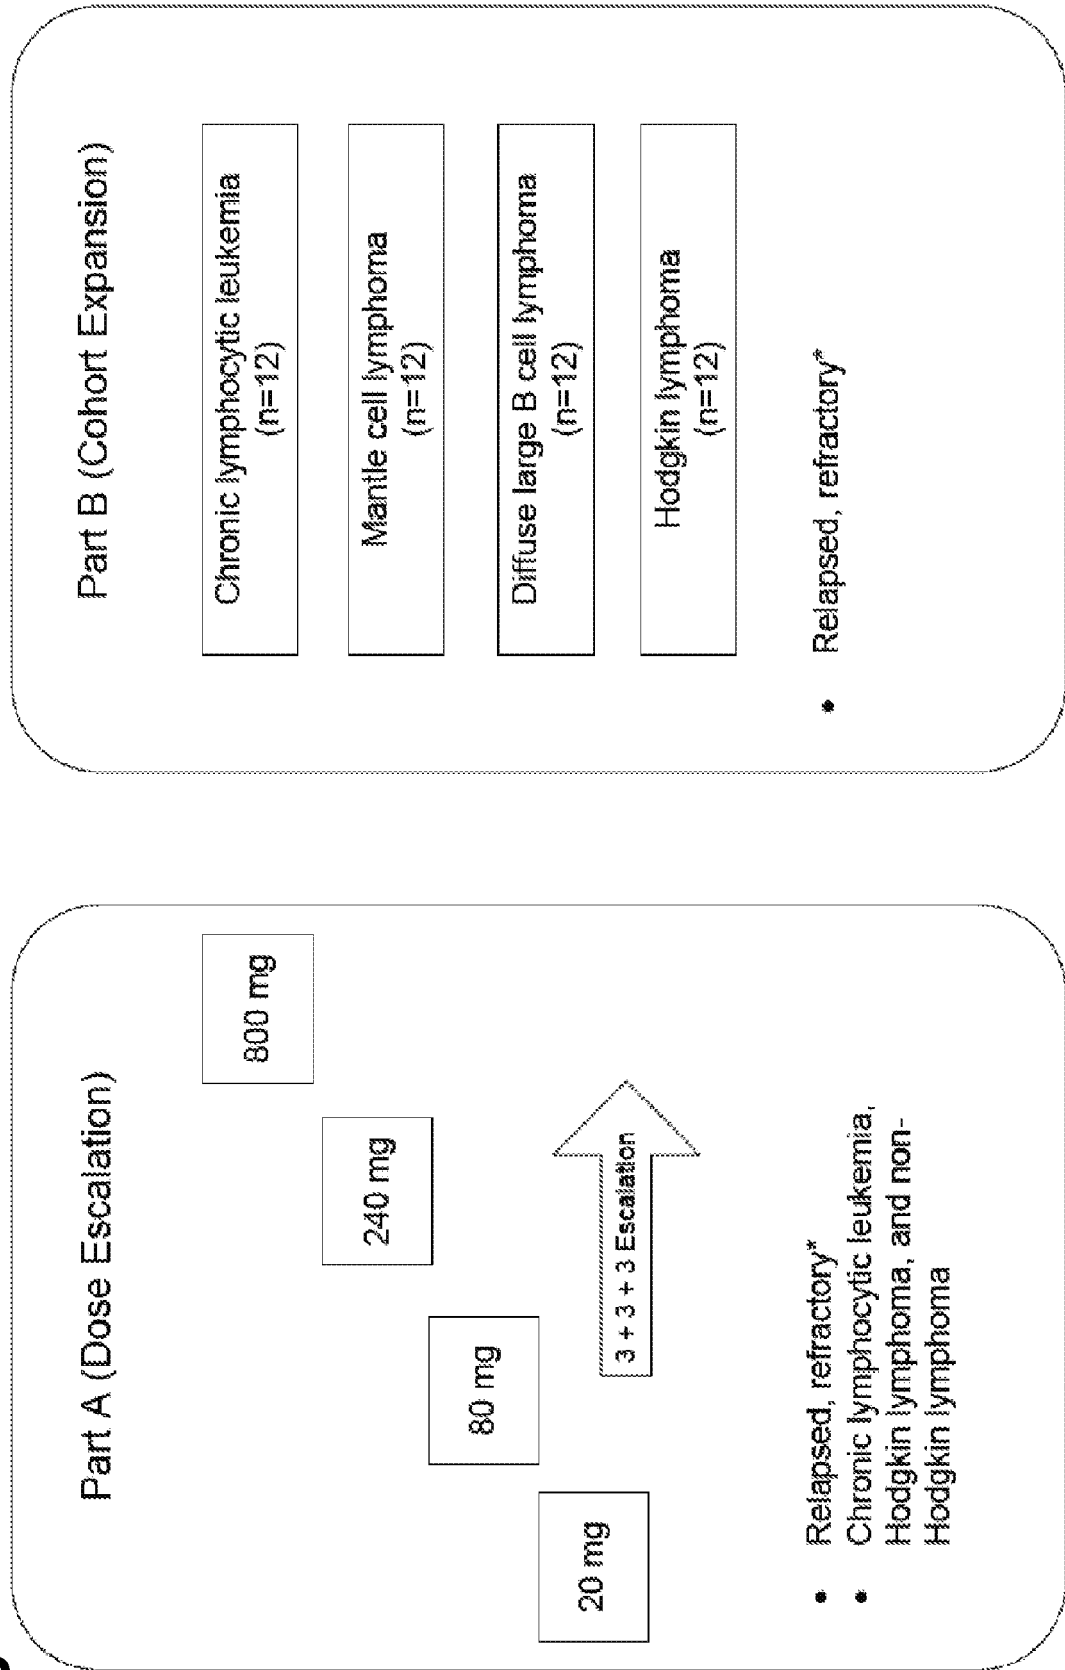 Part A (Dose Escalation)
800 mg
240 mg
80 mg
20 mg
3 + 3 + 3 Escalation
• Relapsed, refractory*
• Chronic lymphocytic leukemia,
Hodgkin lymphoma, and non-
Hodgkin lymphoma
Part B (Cohort Expansion)
Chronic lymphocytic leukemia
(n=12)
Mantle cell lymphoma
(n=12)
Diffuse large B cell lymphoma
(n=12)
Hodgkin lymphoma
(n=12)
• Relapsed, refractory*